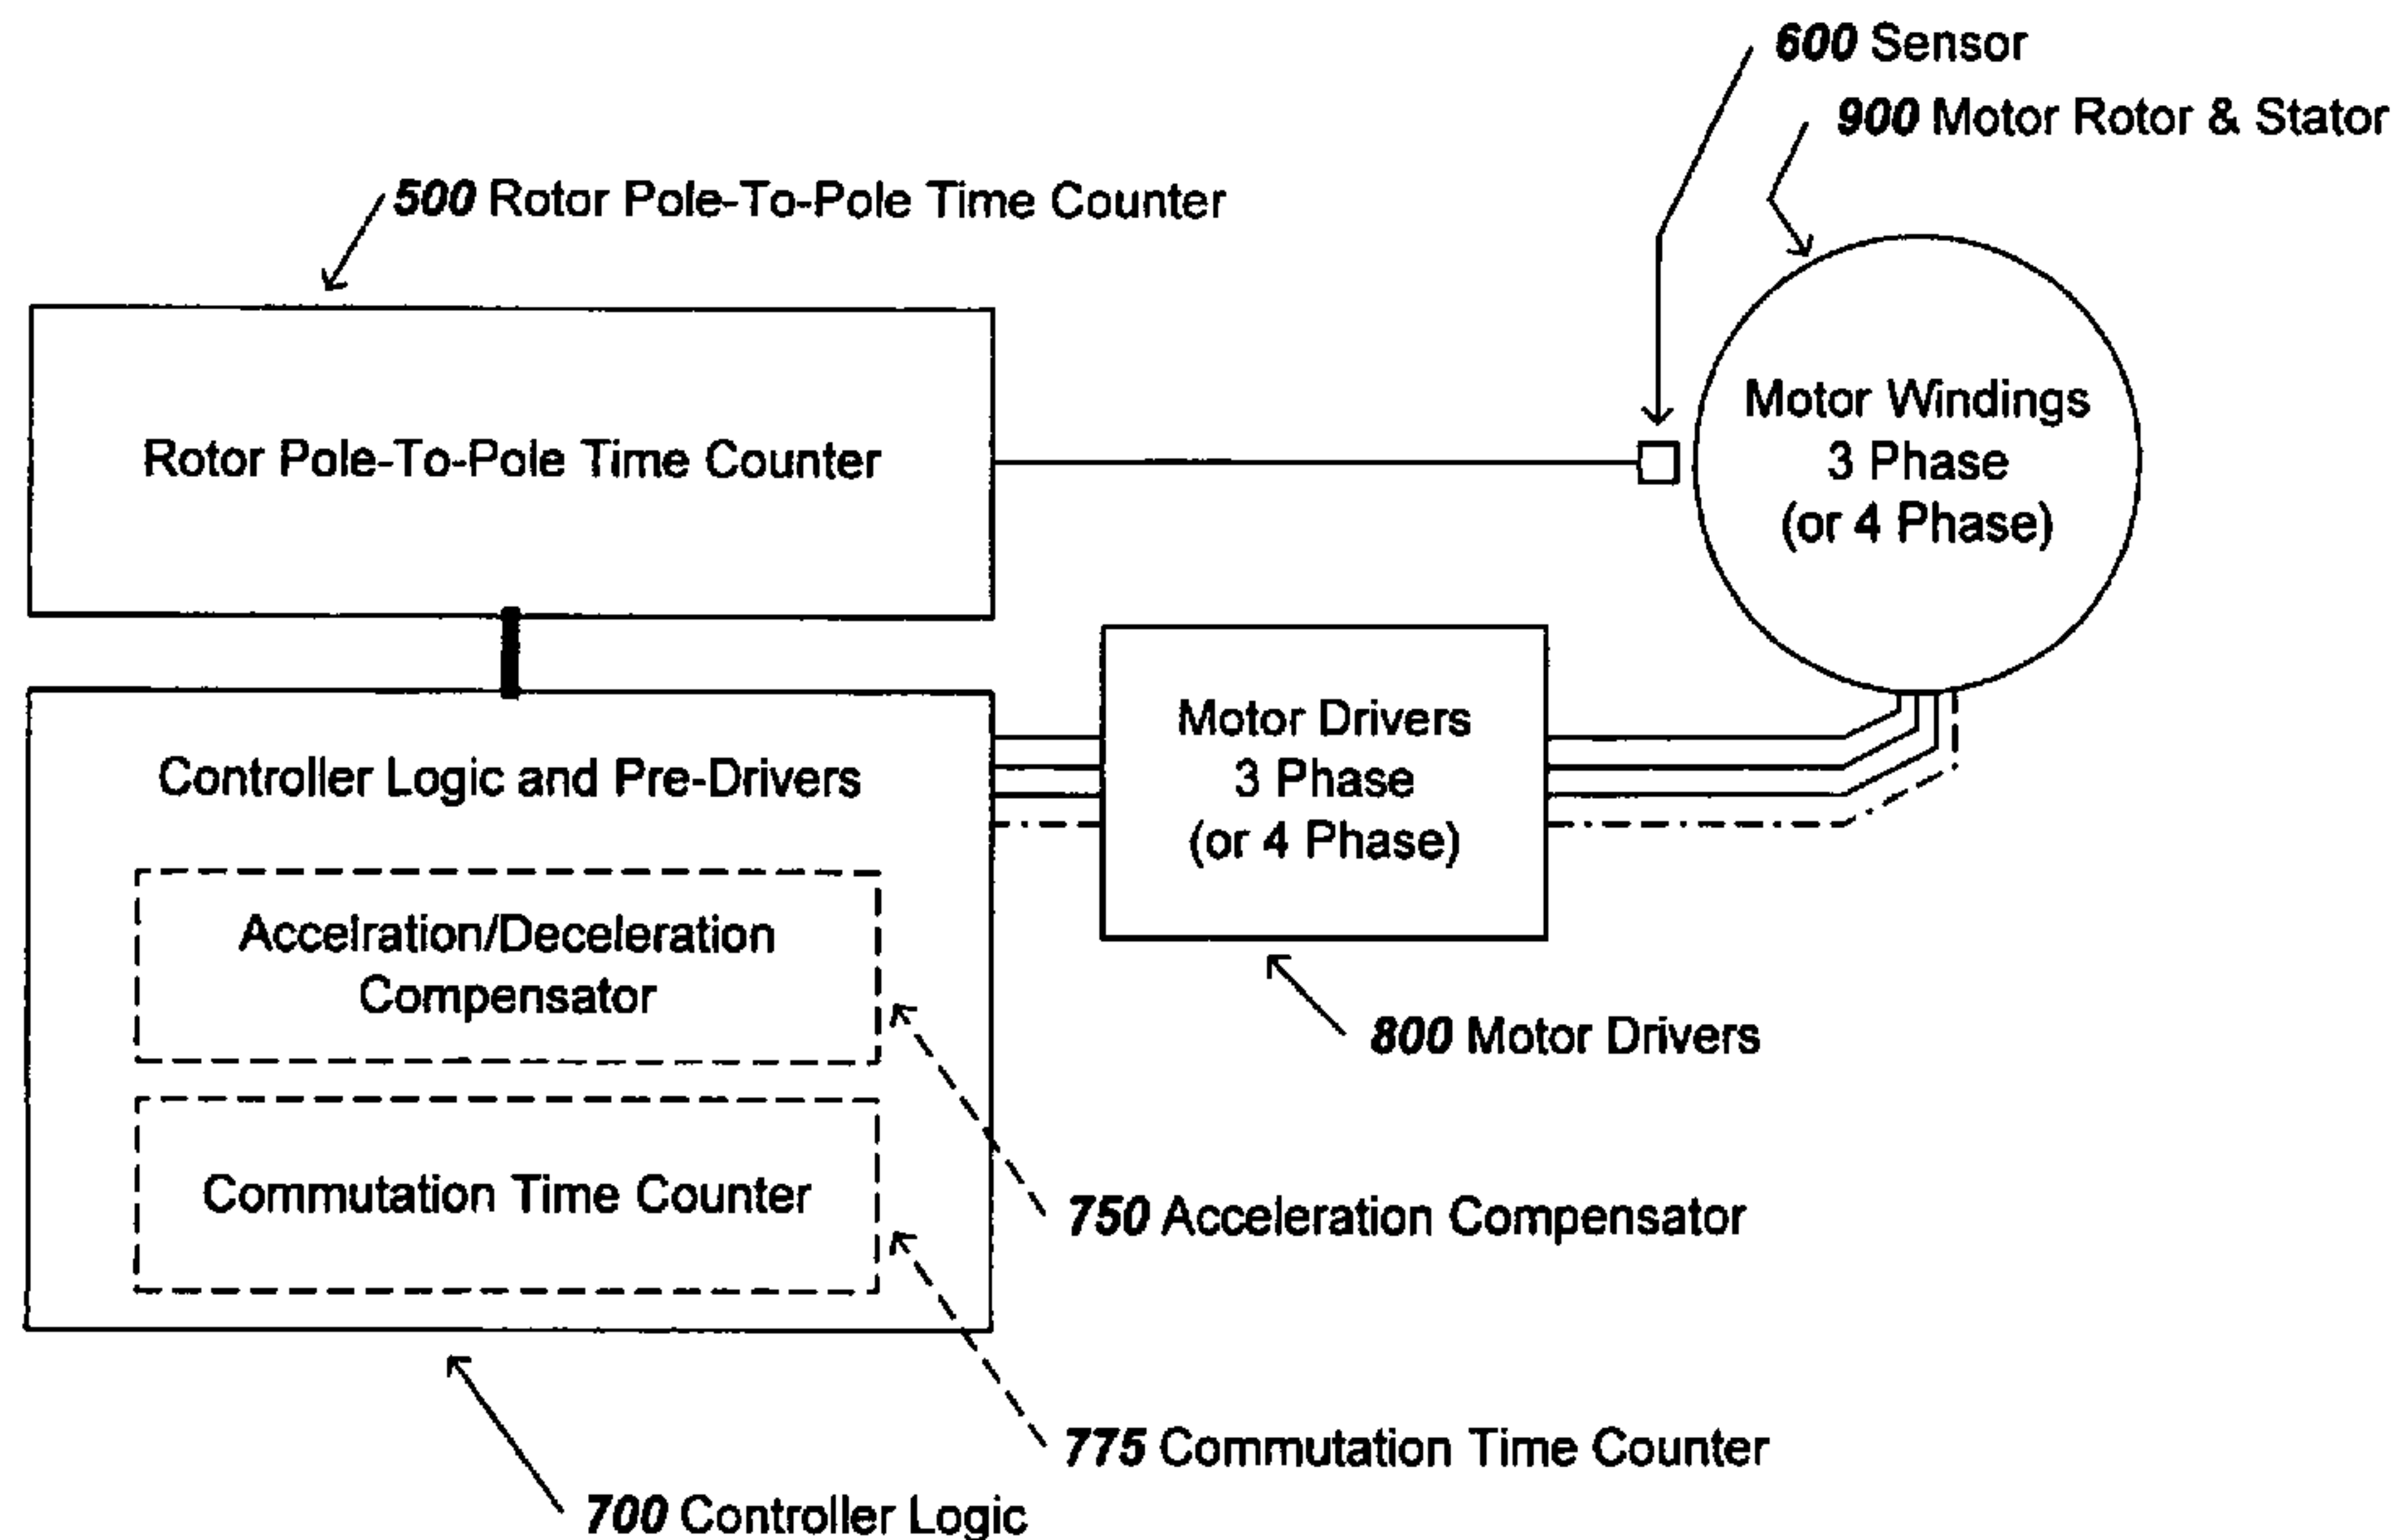 600 Sensor
900 Motor Rotor & Stator
500 Rotor Pole-To-Pole Time Counter
Rotor Pole-To-Pole Time Counter
Motor Windings
3 Phase
(or 4 Phase)
Controller Logic and Pre-Drivers
Motor Drivers
3 Phase
(or 4 Phase)
Accelration/Deceleration
Compensator
800 Motor Drivers
Commutation Time Counter
750 Acceleration Compensator
775 Commutation Time Counter
700 Controller Logic